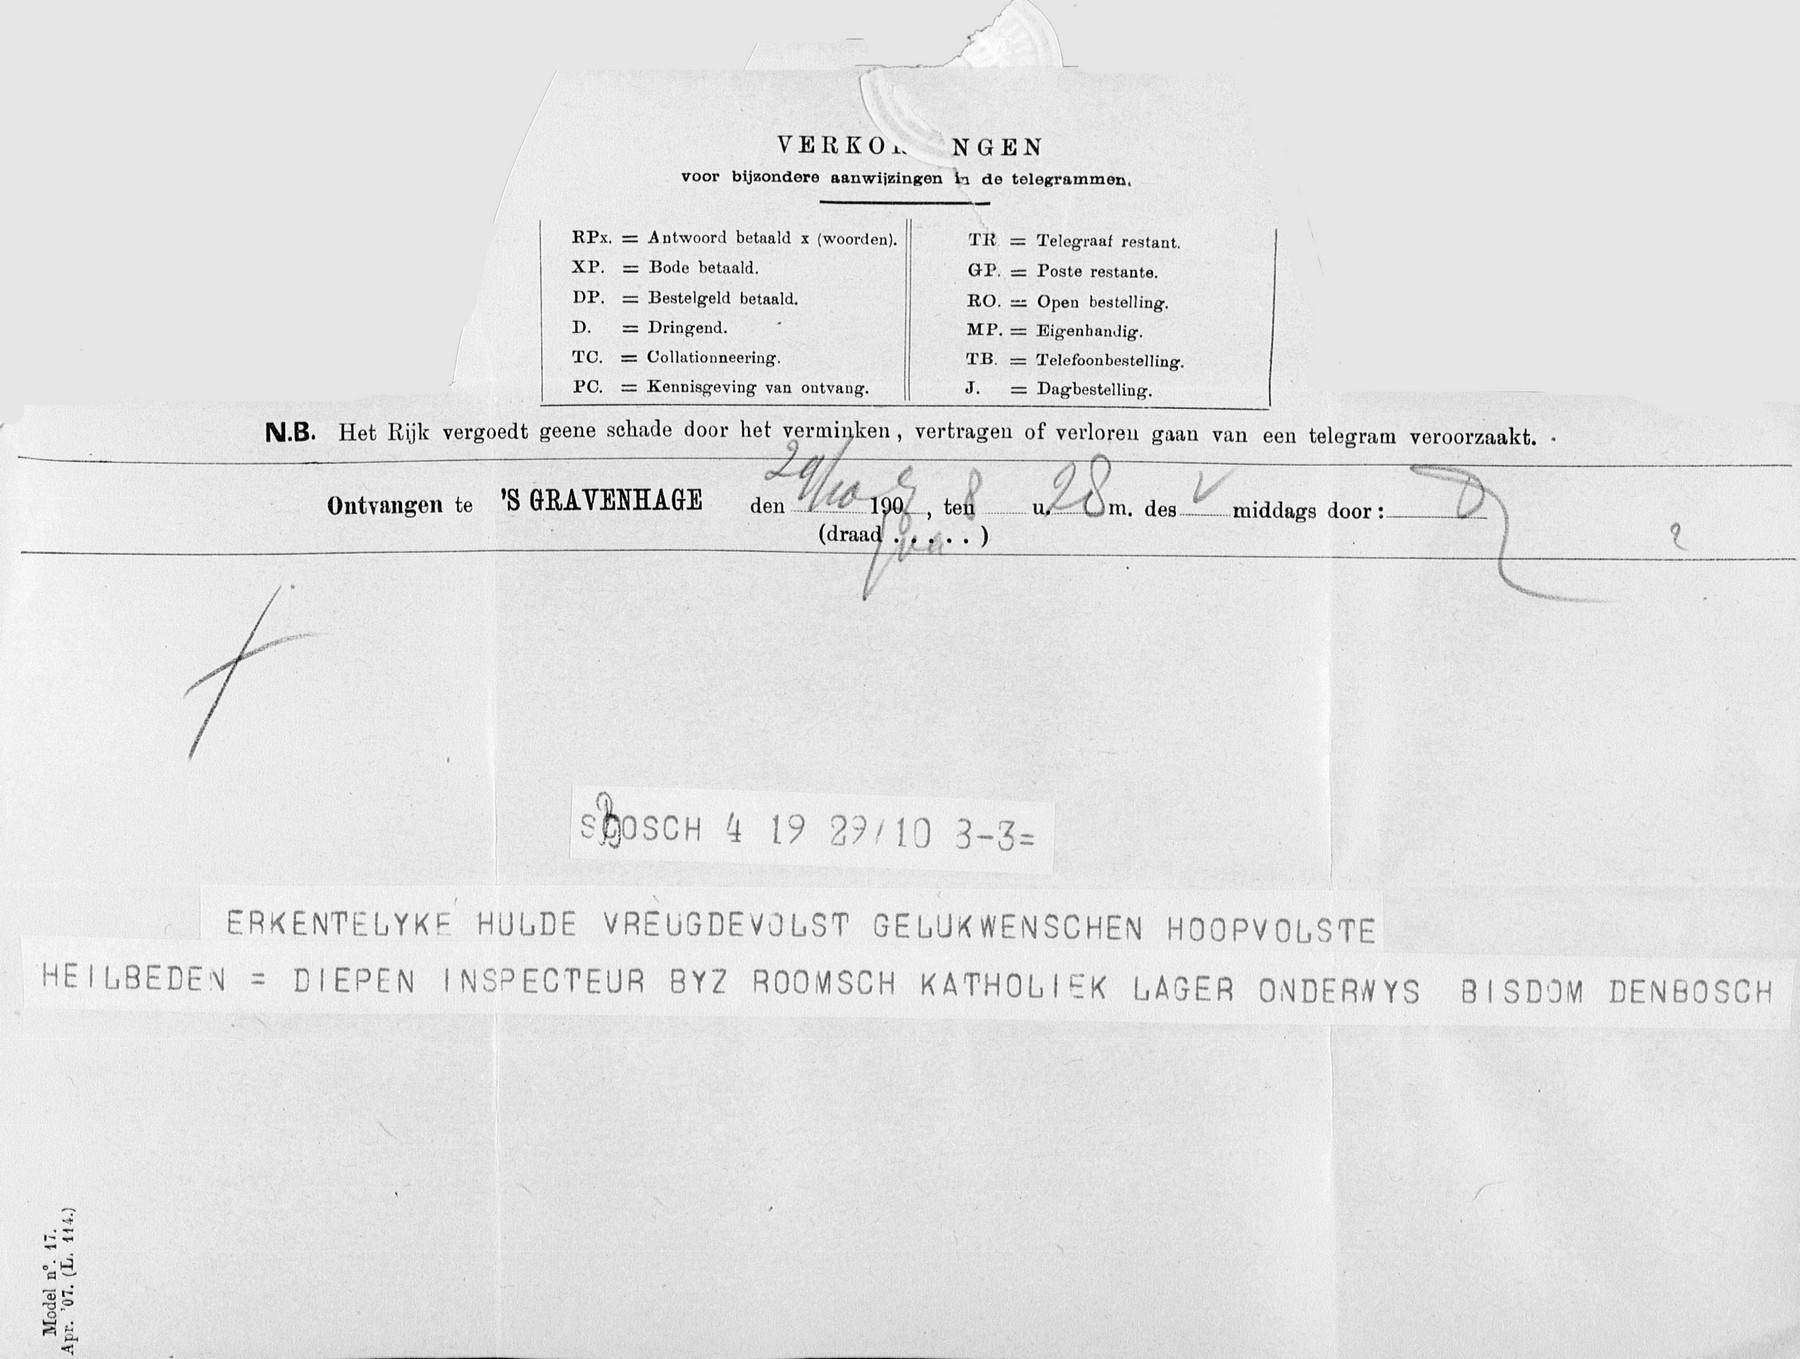 VERKO NGEN
voor bijzondere aanwijzingen in de telegrammen.
RPx. = Antwoord betaald x (woorden).
XP. = Bode betaald.
DP. = Bestelgeld betaald.
D. = Dringend.
TC. = Collationneering.
PC. = Kennisgeving van ontvang.
TR = Telegraaf restant.
GP. = Poste restante.
RO. = Open bestelling.
MP. = Eigenhandig.
TB. = Telefoonbestelling.
J. = Dagbestelling.
N.B. Het Rijk vergoedt geene schade door het verminken, vertragen of verloren gaan van een telegram veroorzaakt.
Ontvangen te 'S GRAVENHAGE den 29/10 190 , ten 8 u. 28 m. des V middags door :
(draad . . . . . )
SBOSCH 4 19 29/10 3-3=
ERKENTELYKE HULDE VREUGDEVOLST GELUKWENSCHEN HOOPVOLSTE
HEILBEDEN = DIEPEN INSPECTEUR BYZ ROOMSCH KATHOLIEK LAGER ONDERWYS BISDOM DENBOSCH
Model nº. 17.
Apr. '07. (L. 114.)